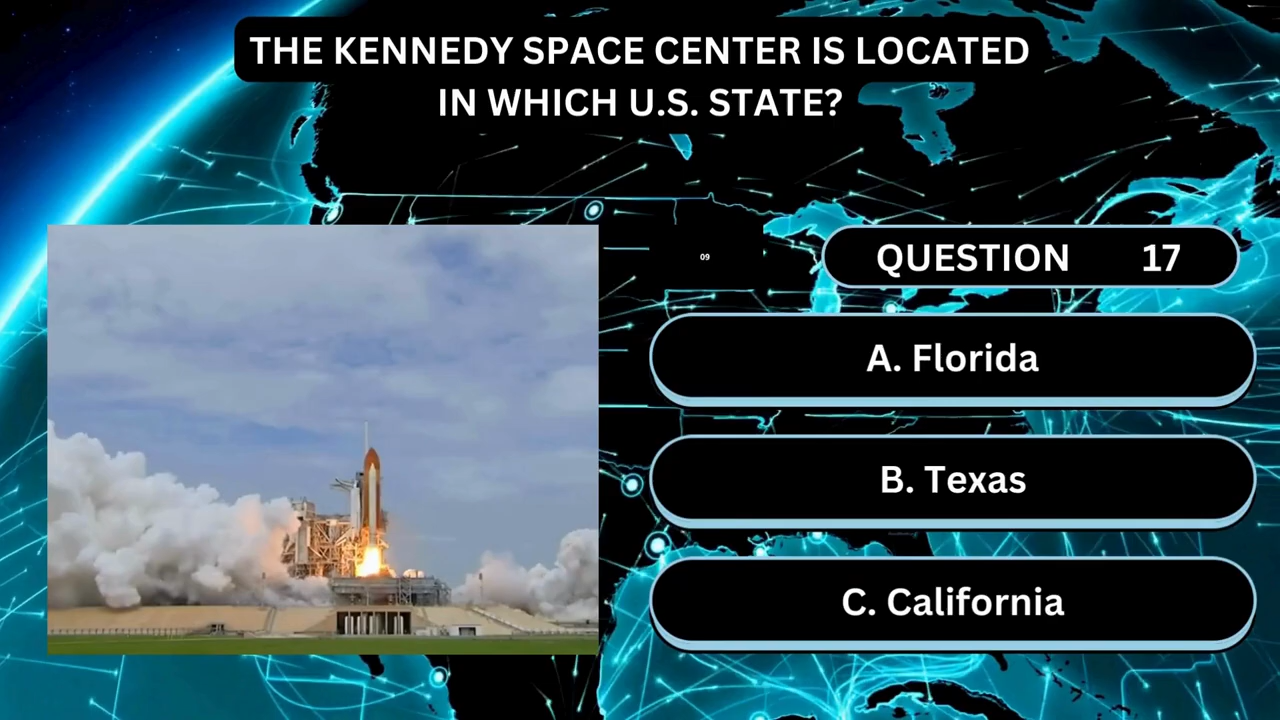 THE KENNEDY SPACE CENTER IS LOCATED
IN WHICH U.S. STATE?
09
QUESTION 17
A. Florida
B. Texas
C. California